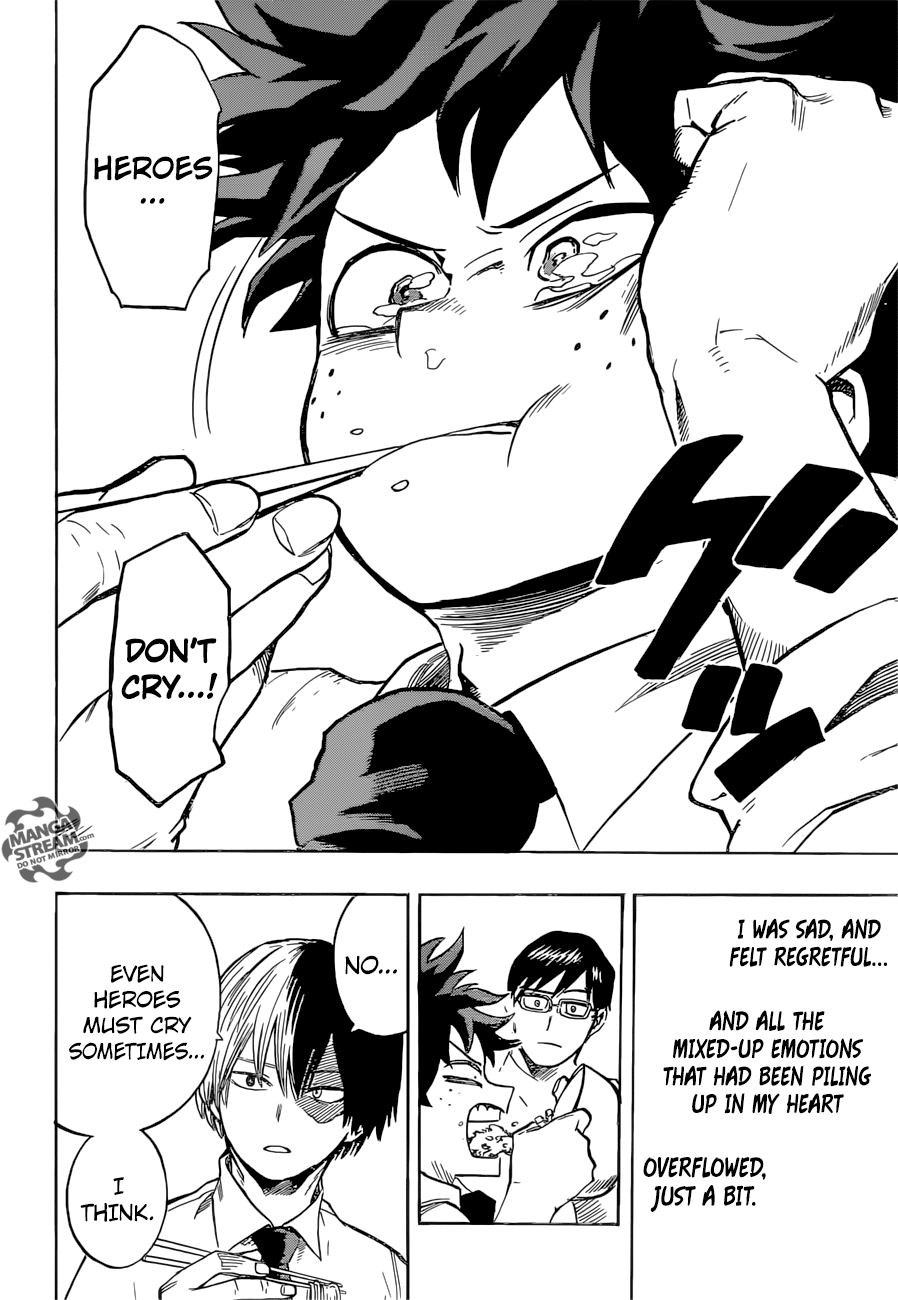 HEROES
...
DON'T
CRY...!
グッ
MANGA
STREAM.com
DO NOT MIRROR
I WAS SAD, AND
FELT REGRETFUL...
AND ALL THE
MIXED-UP EMOTIONS
THAT HAD BEEN PILING
UP IN MY HEART
OVERFLOWED,
JUST A BIT.
NO...
EVEN
HEROES
MUST CRY
SOMETIMES...
I
THINK.